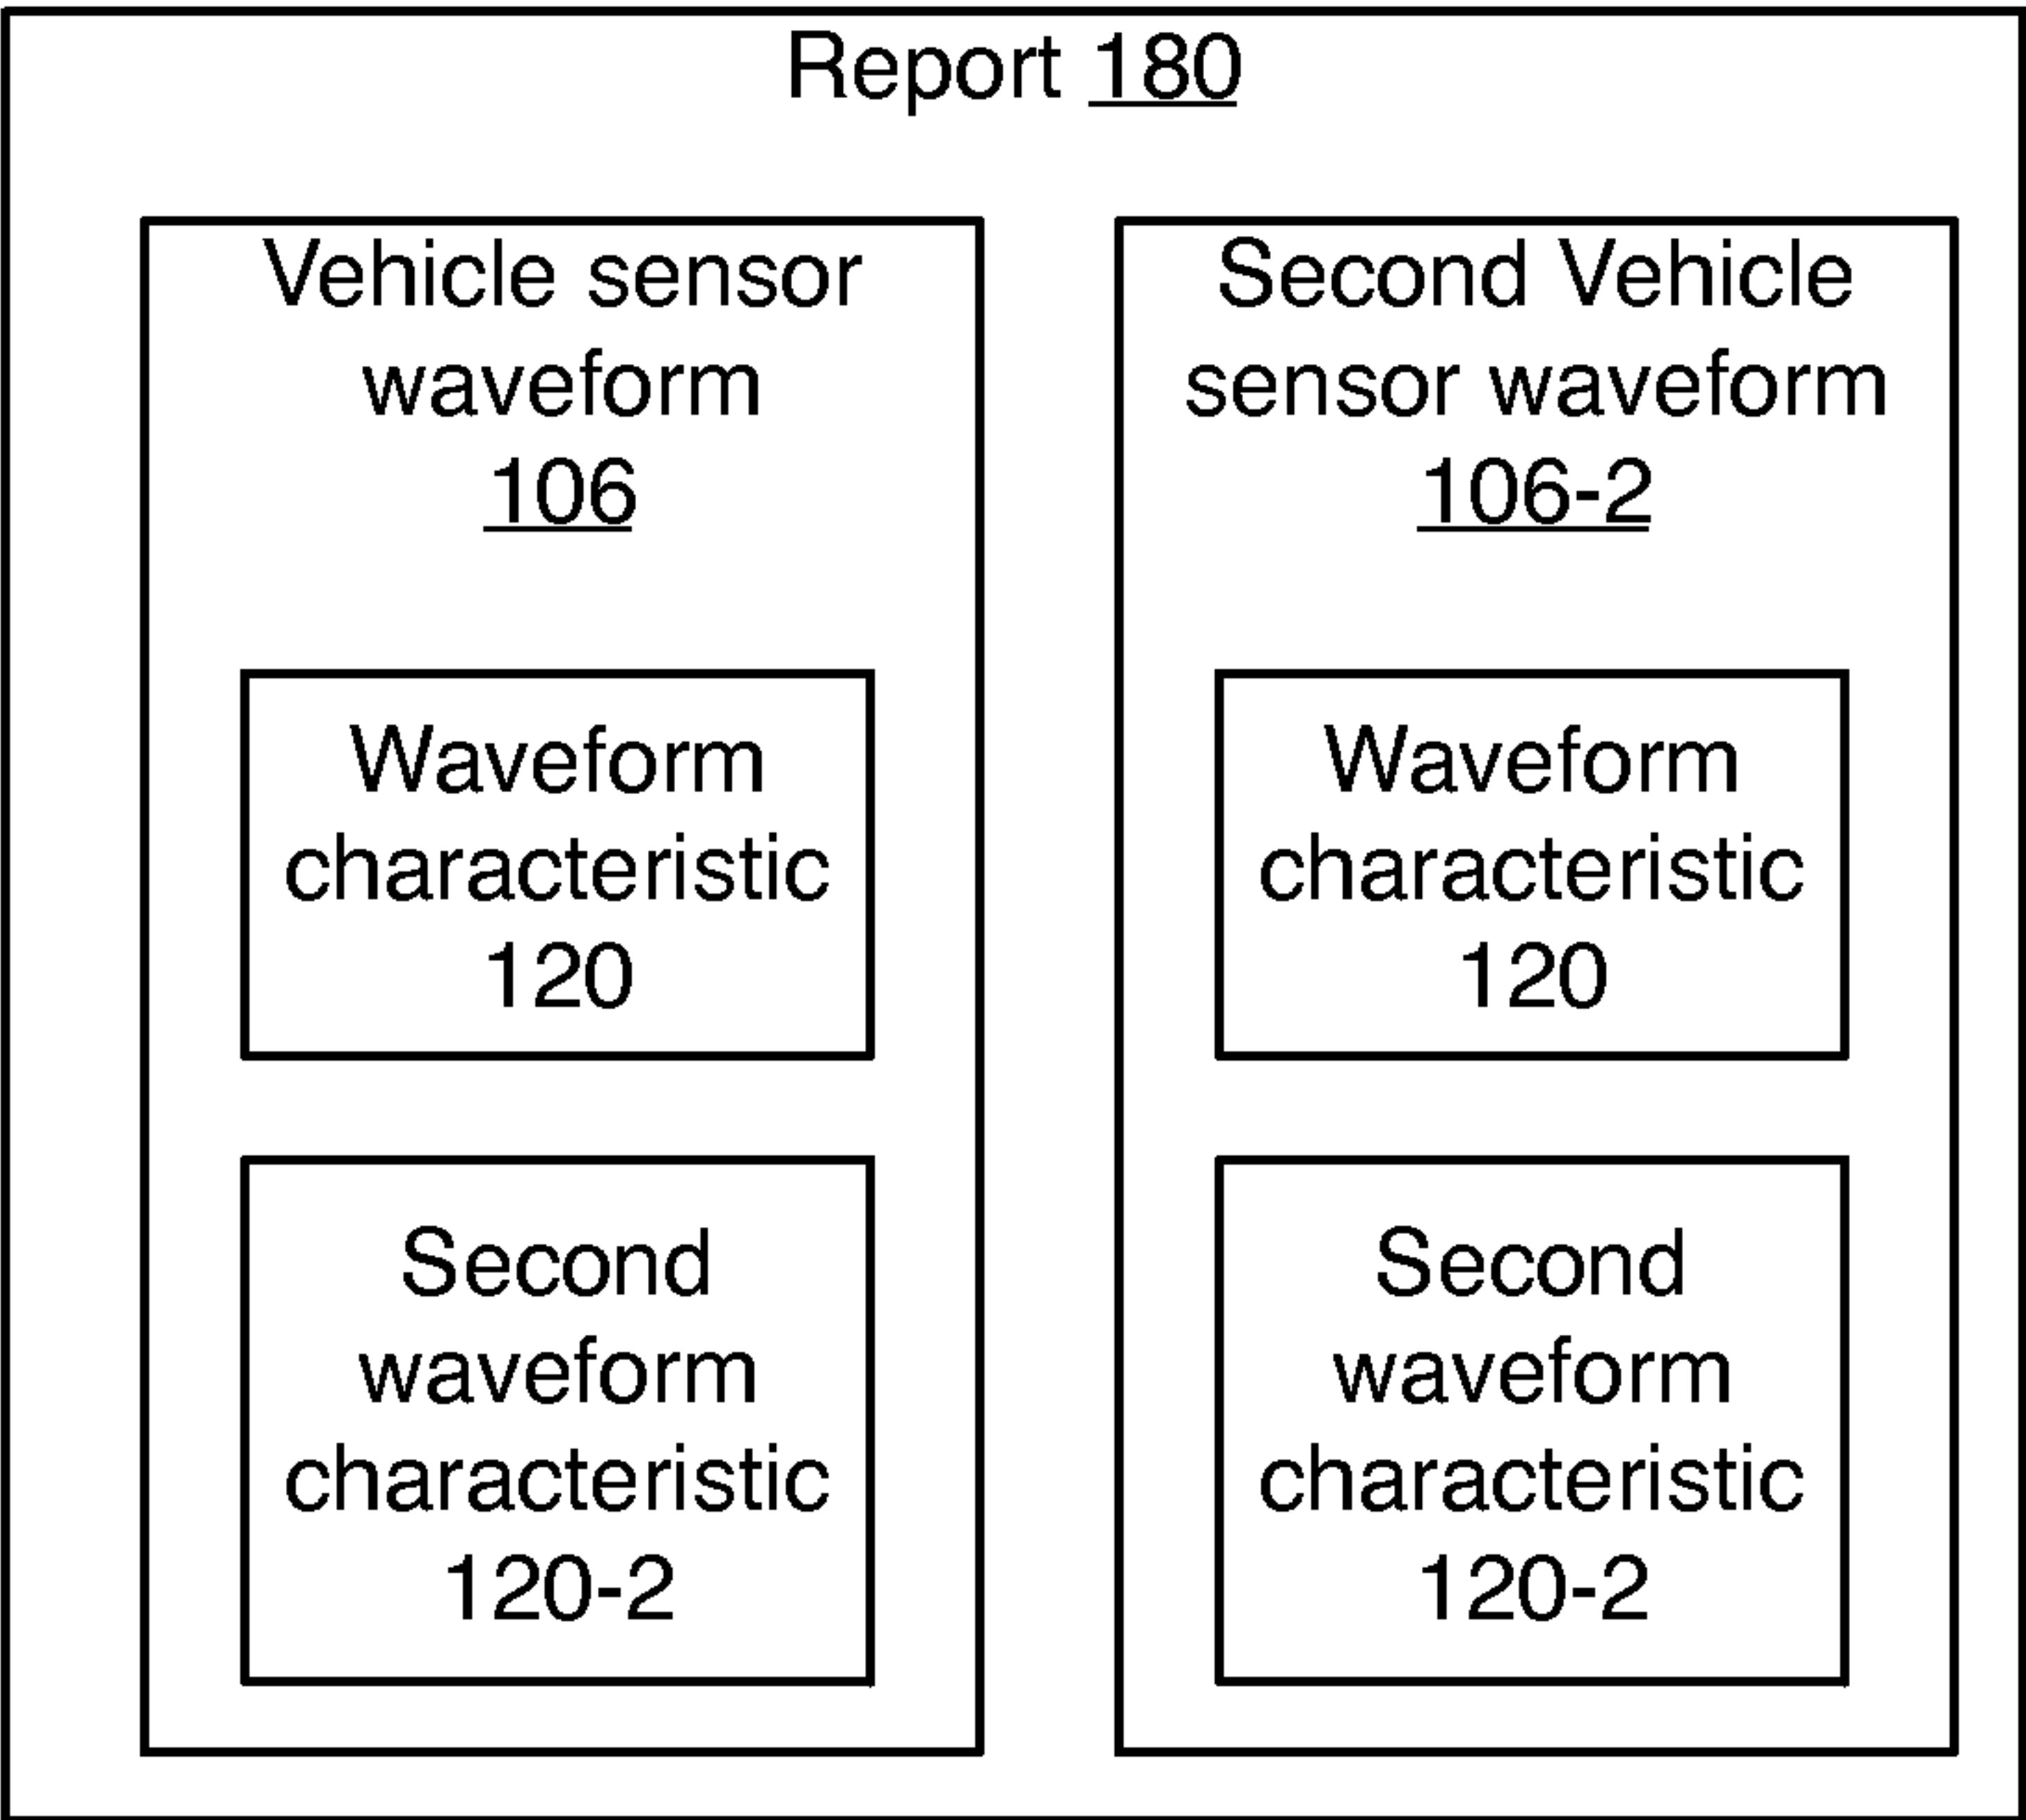 Report 180
Vehicle sensor
waveform
106
Waveform
characteristic
120
Second
waveform
characteristic
120-2
Second Vehicle
sensor waveform
106-2
Waveform
characteristic
120
Second
waveform
characteristic
120-2